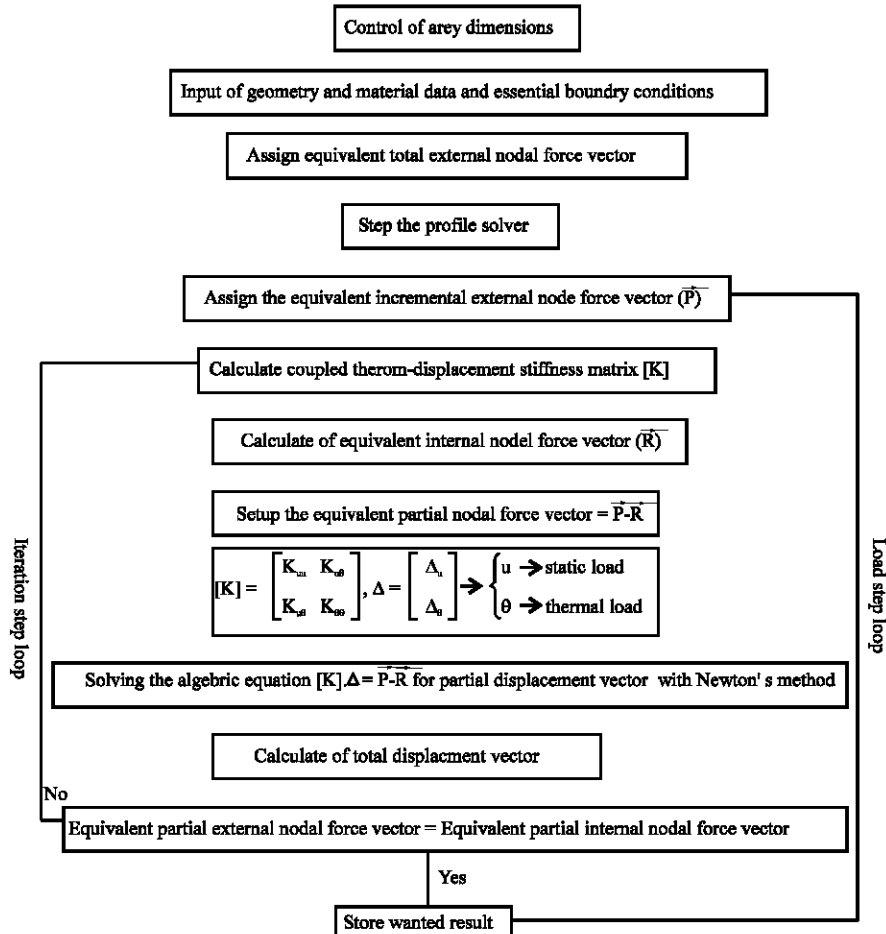 Control of arey dimensions
Input of geometry and material data and essential boundry conditions
Assign equivalent total external nodal force vector
Step the profile solver
Assign the equivalent incremental external node force vector (P⃗)
Calculate coupled therom-displacement stiffness matrix [K]
Calculate of equivalent internal nodel force vector (R⃗)
Setup the equivalent partial nodal force vector = P⃗-R⃗
[K] = [K_uu K_uθ; K_μθ K_θθ], Δ = [Δ_u; Δ_θ] → { u → static load
θ → thermal load
Iteration step loop
Load step loop
Solving the algebric equation [K].Δ= P⃗-R⃗ for partial displacement vector with Newton's method
Calculate of total displacment vector
No
Equivalent partial external nodal force vector = Equivalent partial internal nodal force vector
Yes
Store wanted result